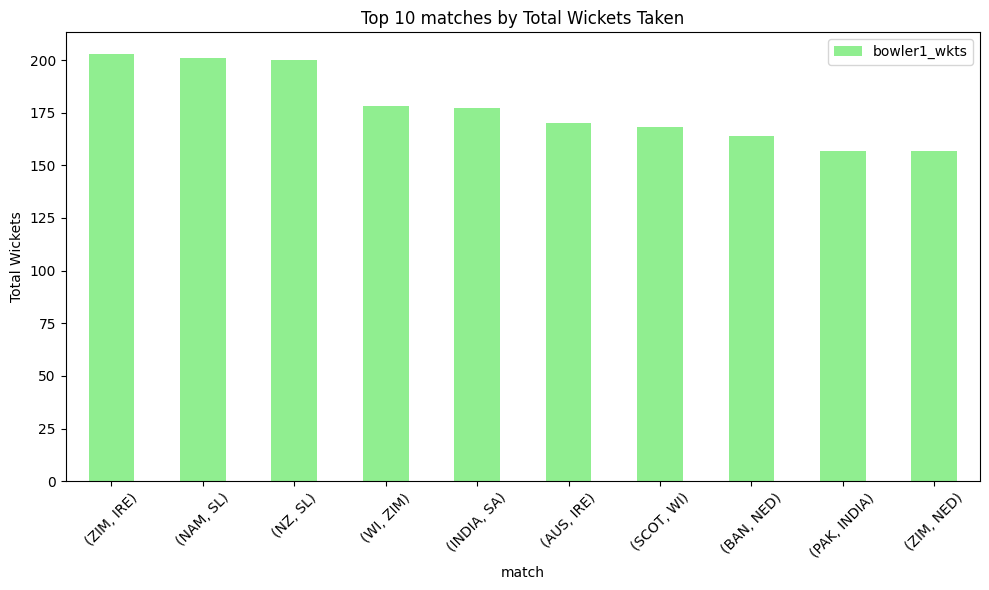 Top 10 matches by Total Wickets Taken
bowler1_wkts
Total Wickets
200
175
150
125
100
75
50
25
0
(ZIM, IRE)
(NAM, SL)
(NZ, SL)
(WI, ZIM)
(INDIA, SA)
(AUS, IRE)
(SCOT, WI)
(BAN, NED)
(PAK, INDIA)
(ZIM, NED)
match